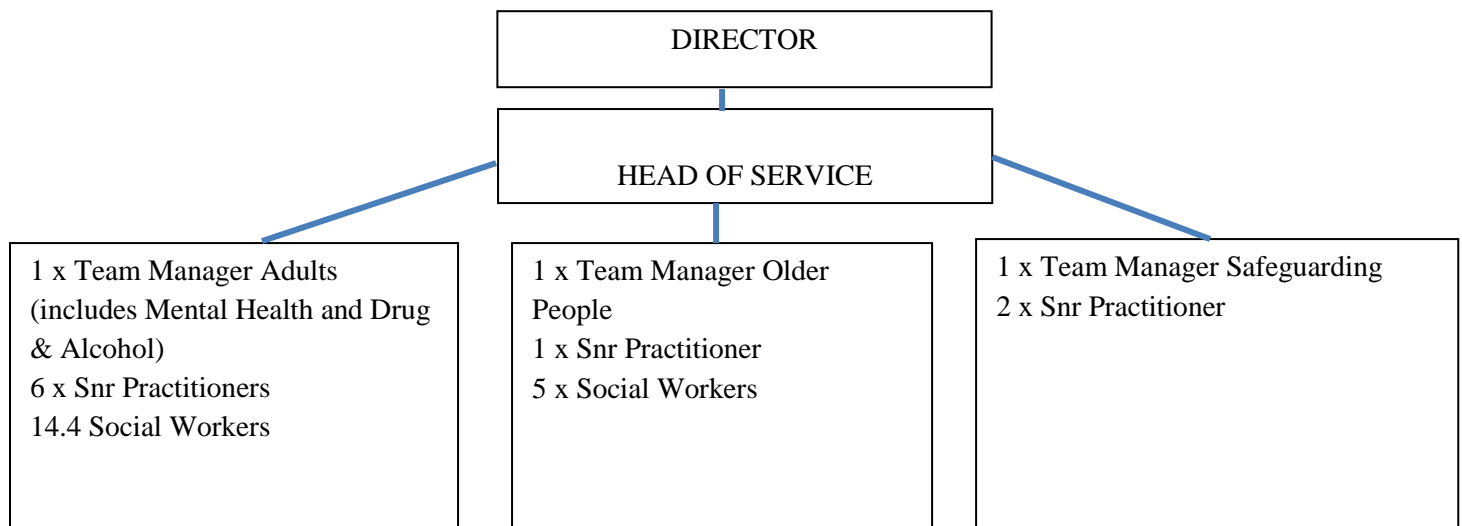 DIRECTOR
HEAD OF SERVICE
1 x Team Manager Adults
(includes Mental Health and Drug
& Alcohol)
6 x Snr Practitioners
14.4 Social Workers
1 x Team Manager Older
People
1 x Snr Practitioner
5 x Social Workers
1 x Team Manager Safeguarding
2 x Snr Practitioner